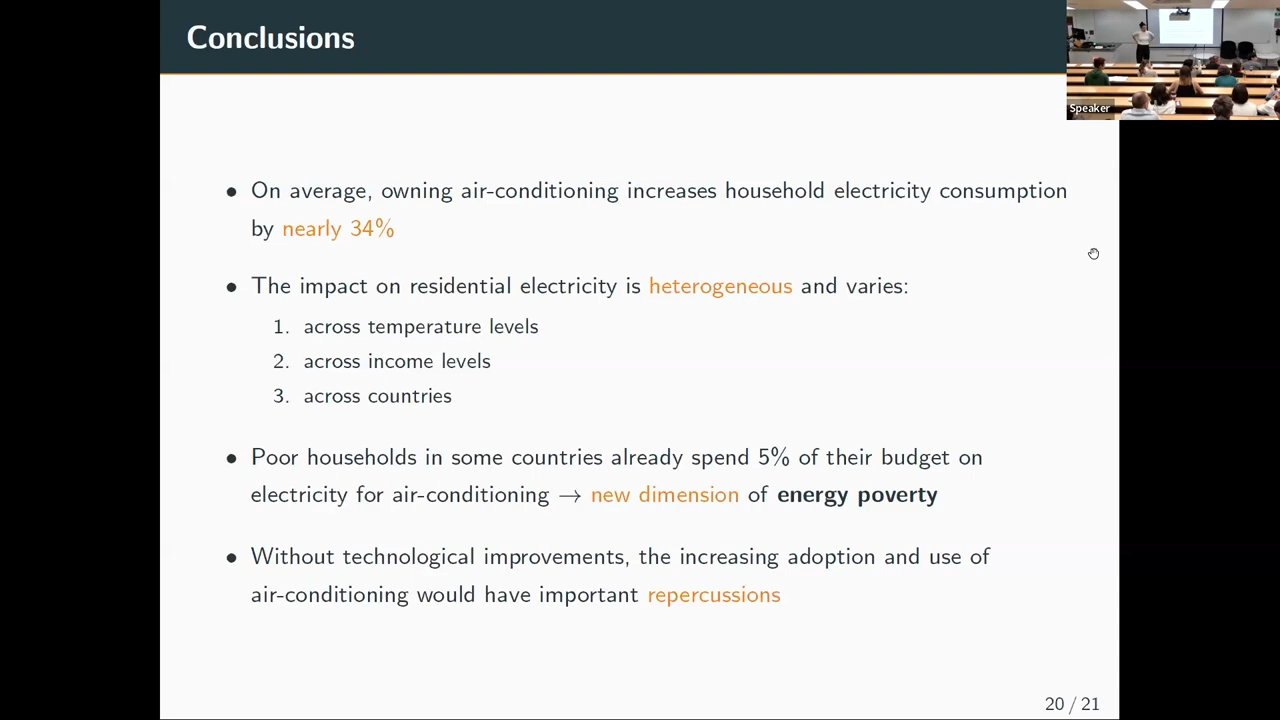 Conclusions
Speaker
• On average, owning air-conditioning increases household electricity consumption
by nearly 34%
• The impact on residential electricity is heterogeneous and varies:
1. across temperature levels
2. across income levels
3. across countries
• Poor households in some countries already spend 5% of their budget on
electricity for air-conditioning → new dimension of energy poverty
• Without technological improvements, the increasing adoption and use of
air-conditioning would have important repercussions
20 / 21